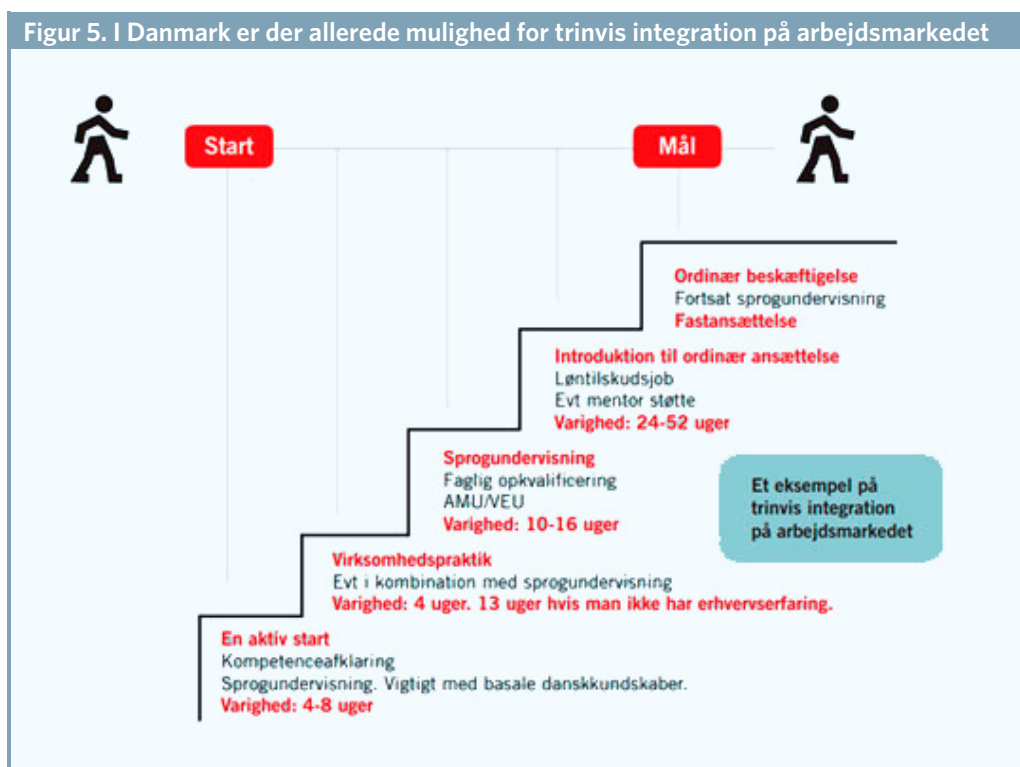 Figur 5. I Danmark er der allerede mulighed for trinvis integration på arbejdsmarkedet
Start
Mål
Ordinær beskæftigelse
Fortsat sprogundervisning
Fastansættelse
Introduktion til ordinær ansættelse
Løntilskudsjob
Evt mentor støtte
Varighed: 24-52 uger
Sprogundervisning
Faglig opkvalificering
AMU/VEU
Varighed: 10-16 uger
Et eksempel på
trinvis integration
på arbejdsmarkedet
Virksomhedspraktik
Evt i kombination med sprogundervisning
Varighed: 4 uger. 13 uger hvis man ikke har erhvervserfaring.
En aktiv start
Kompetenceafklaring
Sprogundervisning. Vigtigt med basale danskkundskaber.
Varighed: 4-8 uger